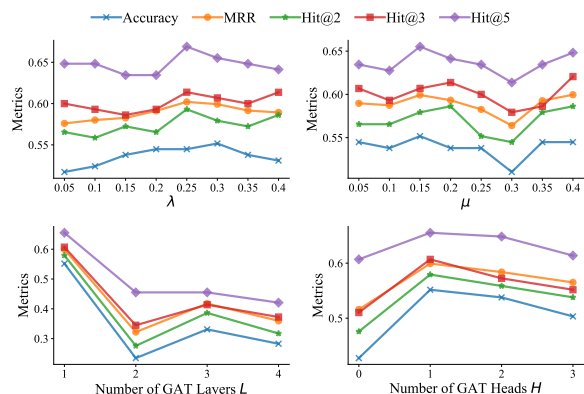 Accuracy MRR Hit@2 Hit@3 Hit@5
Metrics
0.65
0.60
0.55
0.05 0.1 0.15 0.2 0.25 0.3 0.35 0.4
λ
Metrics
0.65
0.60
0.55
0.05 0.1 0.15 0.2 0.25 0.3 0.35 0.4
μ
Metrics
0.6
0.5
0.4
0.3
1 2 3 4
Number of GAT Layers L
Metrics
0.6
0.5
0 1 2 3
Number of GAT Heads H